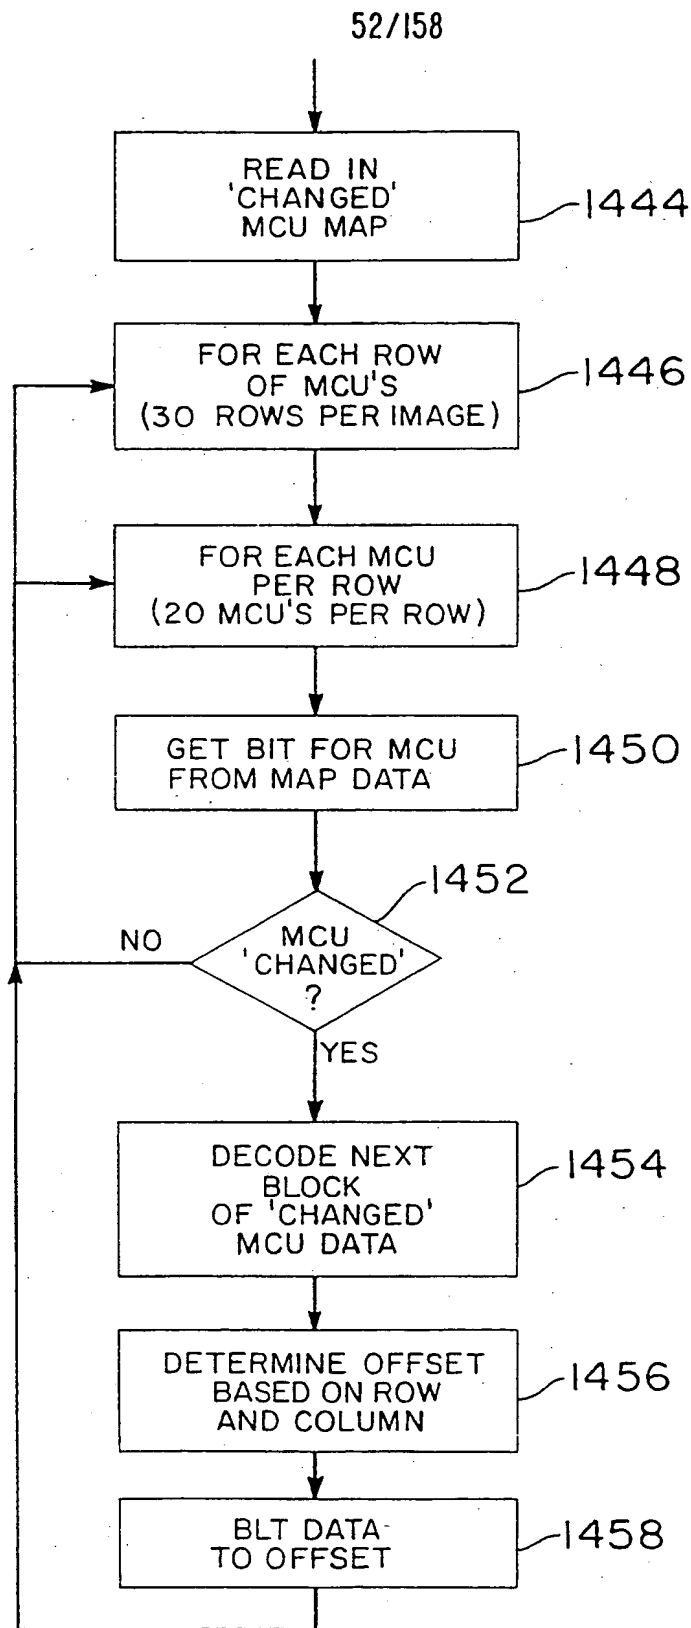 52/158
READ IN
'CHANGED'
MCU MAP
1444
FOR EACH ROW
OF MCU'S
(30 ROWS PER IMAGE)
1446
FOR EACH MCU
PER ROW
(20 MCU'S PER ROW)
1448
GET BIT FOR MCU
FROM MAP DATA
1450
1452
MCU
'CHANGED'
?
NO
YES
DECODE NEXT
BLOCK
OF 'CHANGED'
MCU DATA
1454
DETERMINE OFFSET
BASED ON ROW
AND COLUMN
1456
BLT DATA
TO OFFSET
1458